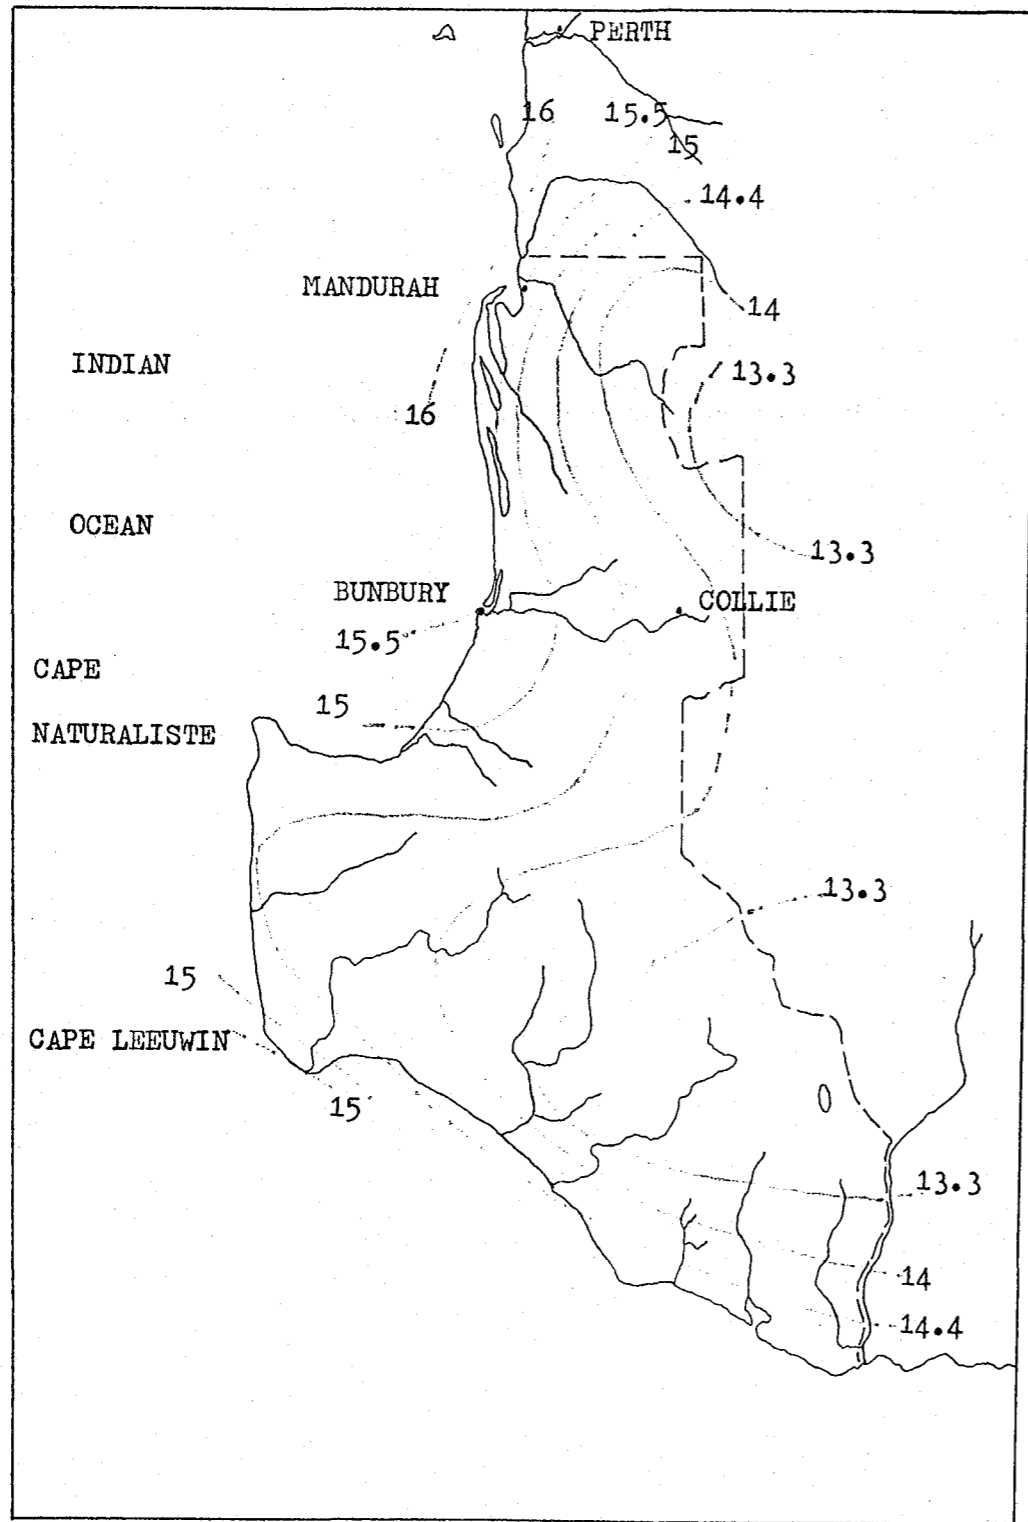 PERTH
16 15.5
15
14.4
MANDURAH
14
INDIAN
13.3
16
OCEAN
13.3
BUNBURY
COLLIE
15.5
CAPE
15
NATURALISTE
13.3
15
CAPE LEEUWIN
15
13.3
14
14.4